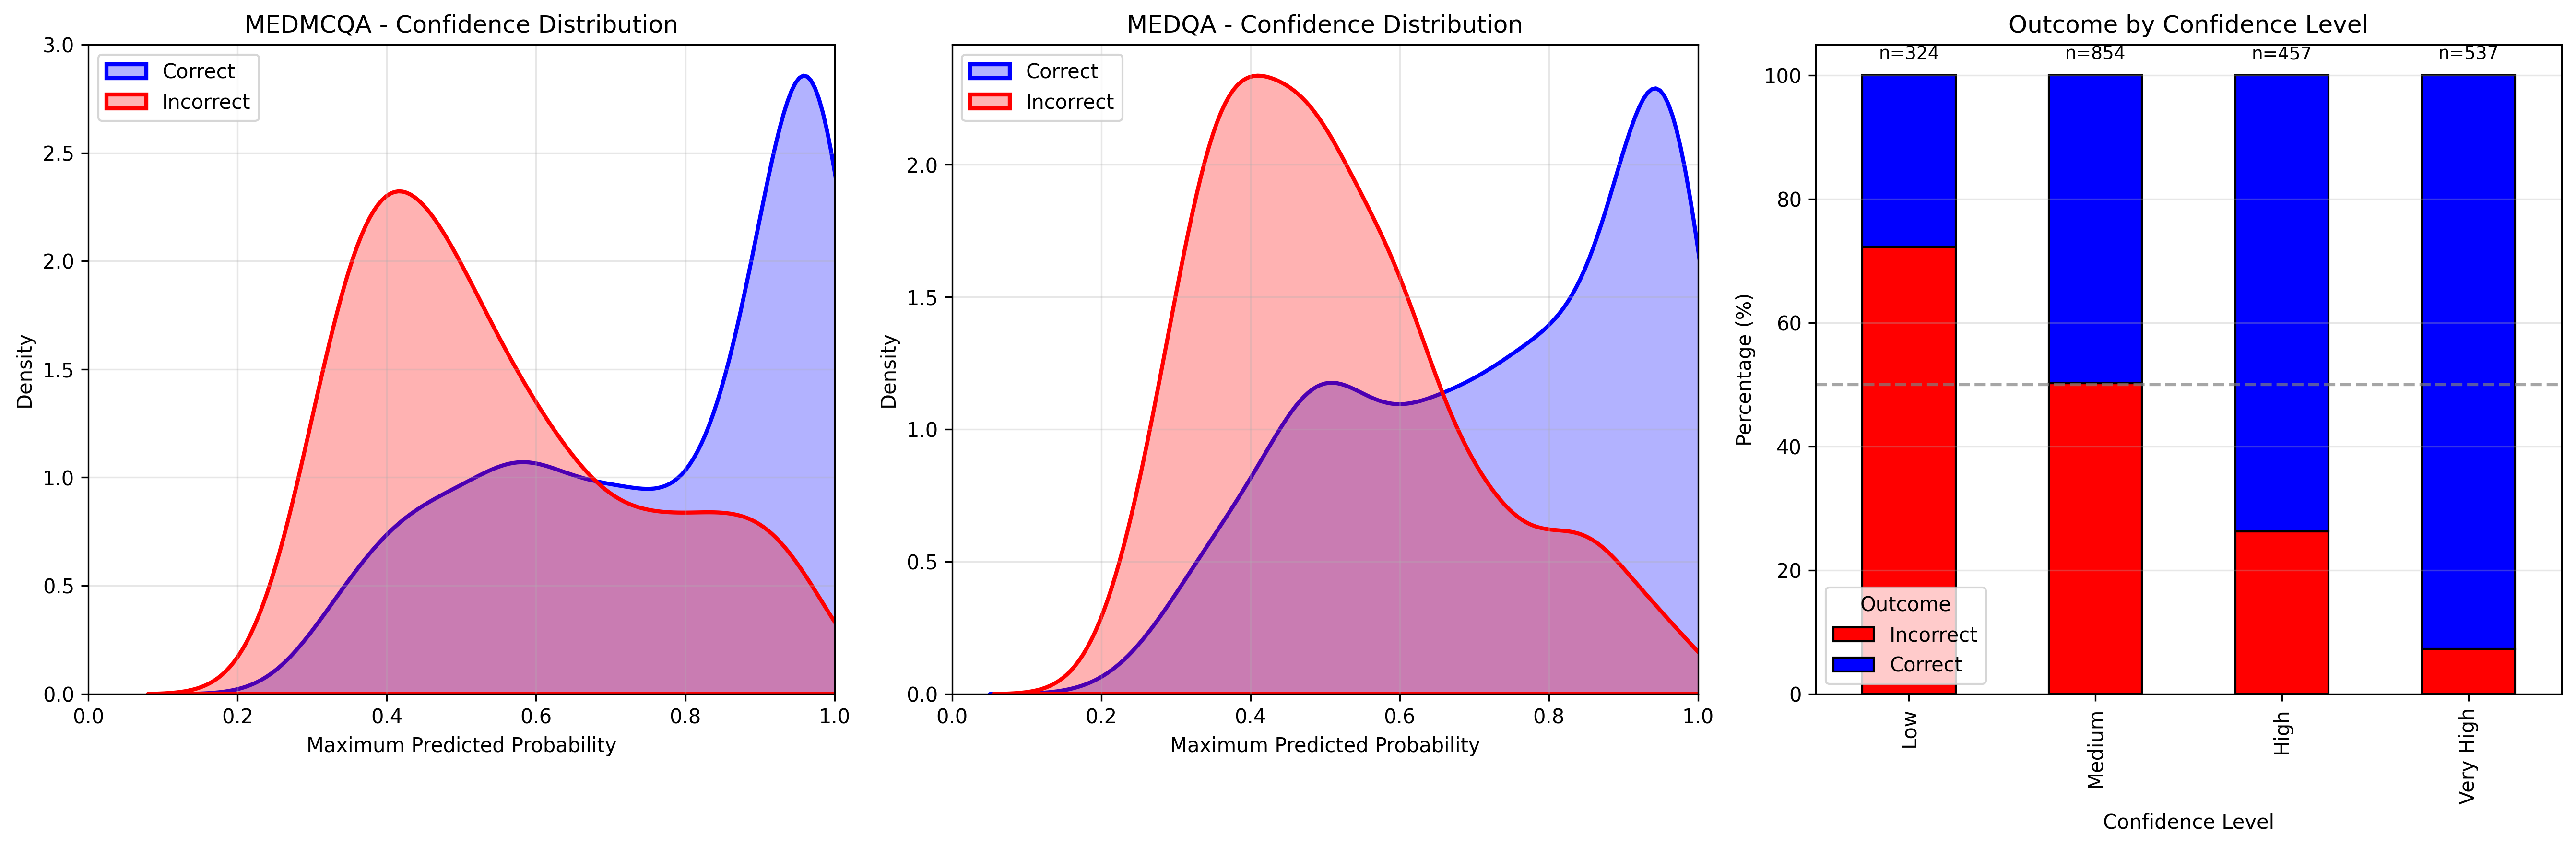 MEDMCQA - Confidence Distribution
3.0
2.5
2.0
1.5
1.0
0.5
0.0
Density
Correct
Incorrect
0.0 0.2 0.4 0.6 0.8 1.0
Maximum Predicted Probability
MEDQA - Confidence Distribution
2.0
1.5
1.0
0.5
0.0
Density
Correct
Incorrect
0.0 0.2 0.4 0.6 0.8 1.0
Maximum Predicted Probability
Outcome by Confidence Level
n=324 n=854 n=457 n=537
100
80
60
40
20
0
Percentage (%)
Outcome
Incorrect
Correct
Low Medium High Very High
Confidence Level